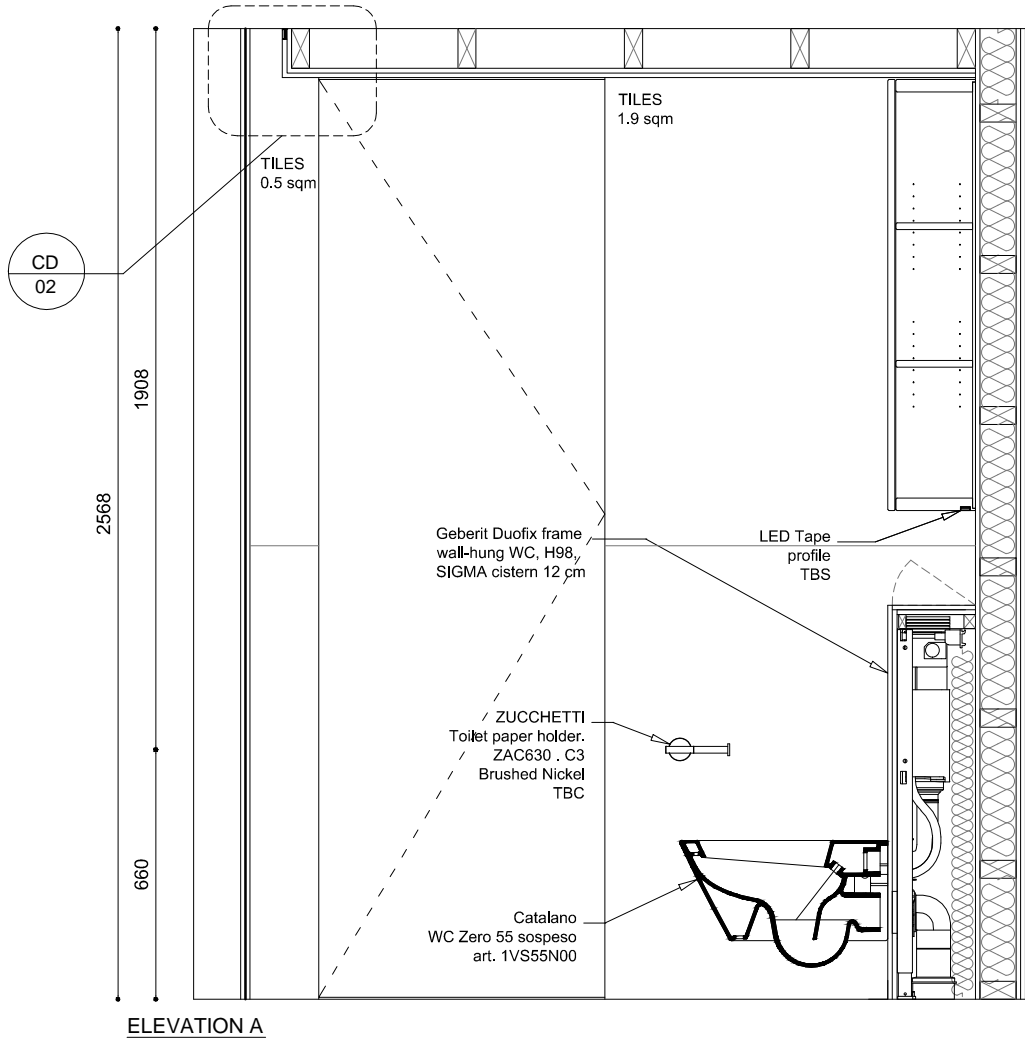 TILES
1.9 sqm
TILES
0.5 sqm
CD
02
1908
2568
Geberit Duofix frame
wall-hung WC, H98,
SIGMA cistern 12 cm
LED Tape
profile
TBS
ZUCCHETTI
Toilet paper holder.
ZAC630 . C3
Brushed Nickel
TBC
660
Catalano
WC Zero 55 sospeso
art. 1VS55N00
ELEVATION A